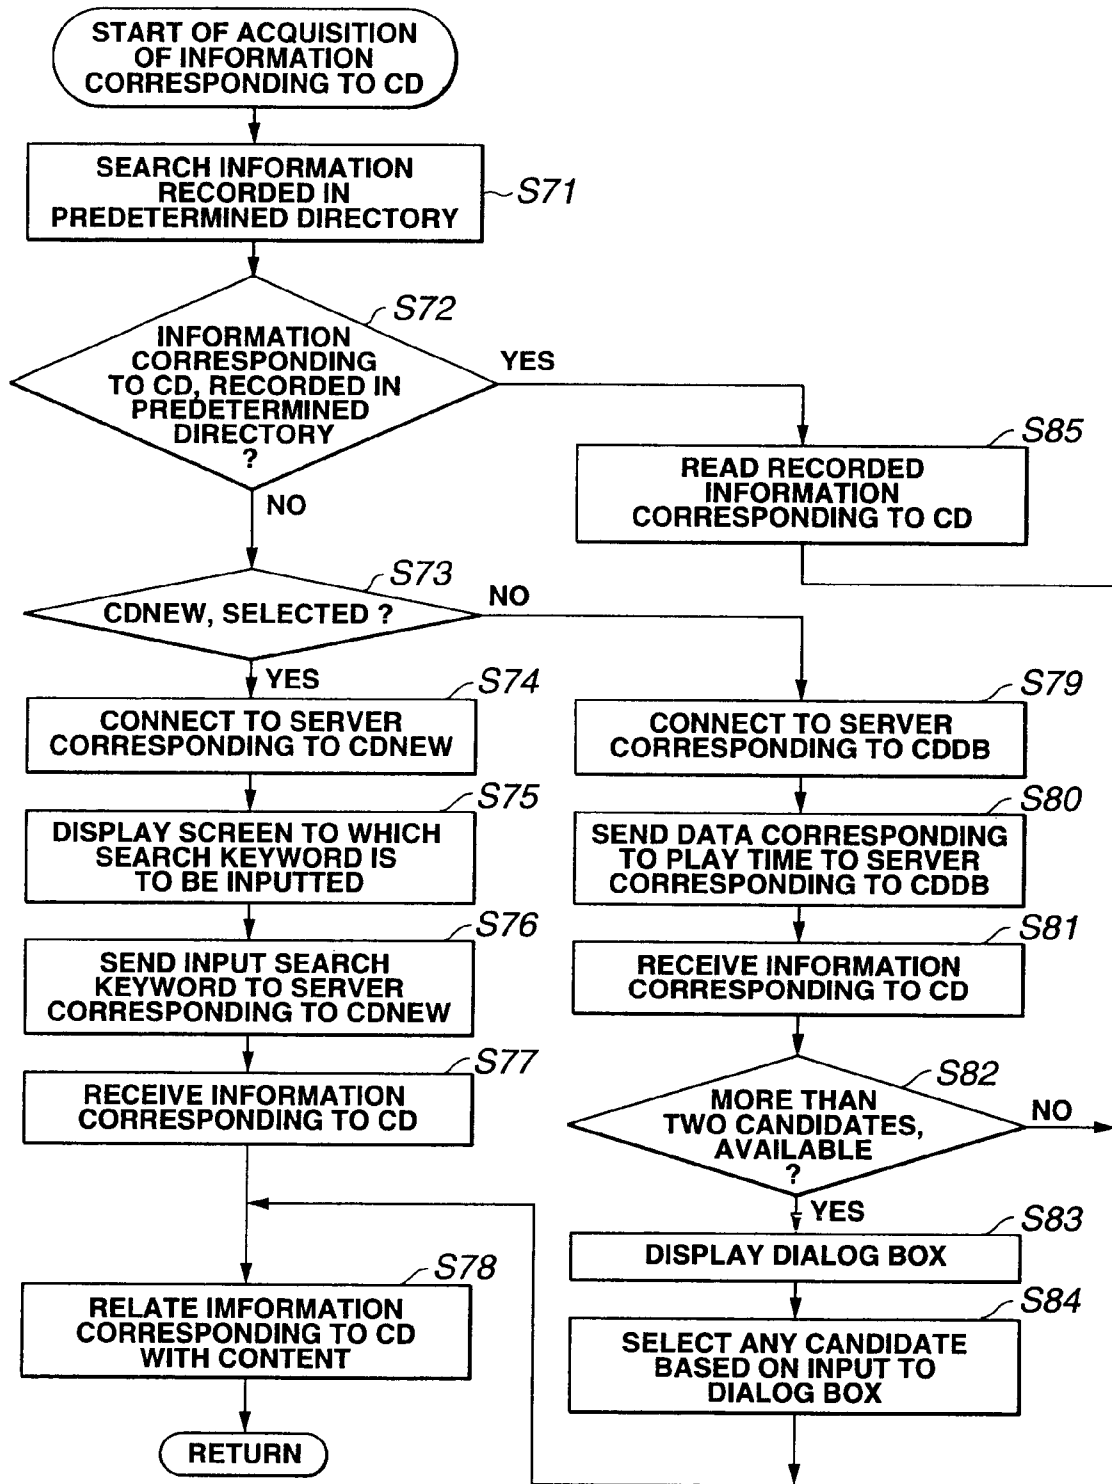 START OF ACQUISITION
OF INFORMATION
CORRESPONDING TO CD
SEARCH INFORMATION
RECORDED IN
PREDETERMINED DIRECTORY
S71
S72
INFORMATION
CORRESPONDING
TO CD, RECORDED IN
PREDETERMINED
DIRECTORY
?
YES
NO
S85
READ RECORDED
INFORMATION
CORRESPONDING TO CD
S73
CDNEW, SELECTED ?
NO
YES
S74
CONNECT TO SERVER
CORRESPONDING TO CDNEW
S75
DISPLAY SCREEN TO WHICH
SEARCH KEYWORD IS
TO BE INPUTTED
S76
SEND INPUT SEARCH
KEYWORD TO SERVER
CORRESPONDING TO CDNEW
S77
RECEIVE INFORMATION
CORRESPONDING TO CD
S78
RELATE IMFORMATION
CORRESPONDING TO CD
WITH CONTENT
RETURN
S79
CONNECT TO SERVER
CORRESPONDING TO CDDB
S80
SEND DATA CORRESPONDING
TO PLAY TIME TO SERVER
CORRESPONDING TO CDDB
S81
RECEIVE INFORMATION
CORRESPONDING TO CD
S82
MORE THAN
TWO CANDIDATES,
AVAILABLE
?
NO
YES
S83
DISPLAY DIALOG BOX
S84
SELECT ANY CANDIDATE
BASED ON INPUT TO
DIALOG BOX